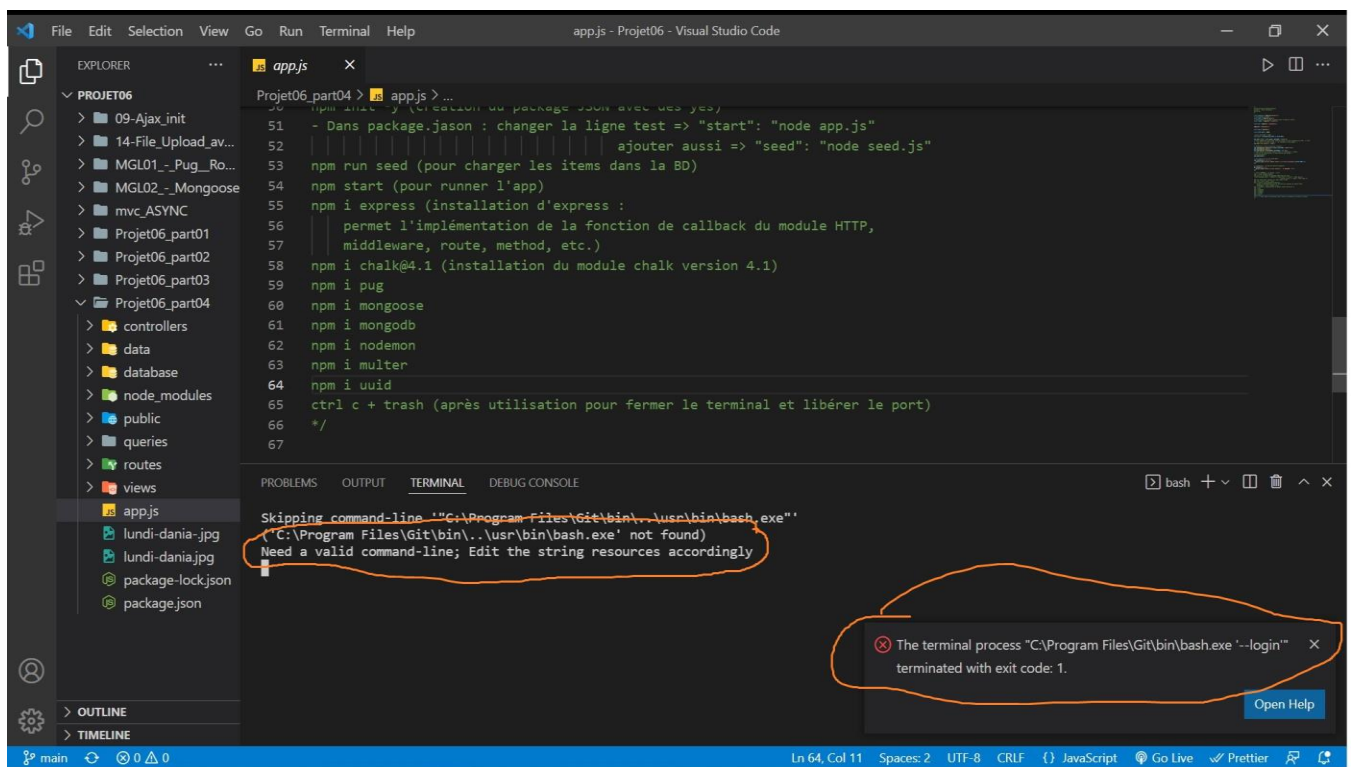 File Edit Selection View Go Run Terminal Help app.js - Projet06 - Visual Studio Code
EXPLORER ...
PROJET06
09-Ajax_init
14-File_Upload_av...
MGL01_-_Pug__Ro...
MGL02_-_Mongoose
mvc_ASYNC
Projet06_part01
Projet06_part02
Projet06_part03
Projet06_part04
controllers
data
database
node_modules
public
queries
routes
views
app.js
lundi-dania-.jpg
lundi-dania.jpg
package-lock.json
package.json
OUTLINE
TIMELINE
JS app.js
Projet06_part04 > JS app.js > ...
50 npm init -y (création du package JSON avec des yes)
51 - Dans package.jason : changer la ligne test => "start": "node app.js"
52 ajouter aussi => "seed": "node seed.js"
53 npm run seed (pour charger les items dans la BD)
54 npm start (pour runner l'app)
55 npm i express (installation d'express :
56 permet l'implémentation de la fonction de callback du module HTTP,
57 middleware, route, method, etc.)
58 npm i chalk@4.1 (installation du module chalk version 4.1)
59 npm i pug
60 npm i mongoose
61 npm i mongodb
62 npm i nodemon
63 npm i multer
64 npm i uuid
65 ctrl c + trash (après utilisation pour fermer le terminal et libérer le port)
66 */
67
PROBLEMS OUTPUT TERMINAL DEBUG CONSOLE bash
Skipping command-line '"C:\Program Files\Git\bin\..\usr\bin\bash.exe"'
('C:\Program Files\Git\bin\..\usr\bin\bash.exe' not found)
Need a valid command-line; Edit the string resources accordingly
The terminal process "C:\Program Files\Git\bin\bash.exe '--login'"
terminated with exit code: 1.
Open Help
main 0 0 Ln 64, Col 11 Spaces: 2 UTF-8 CRLF {} JavaScript Go Live Prettier